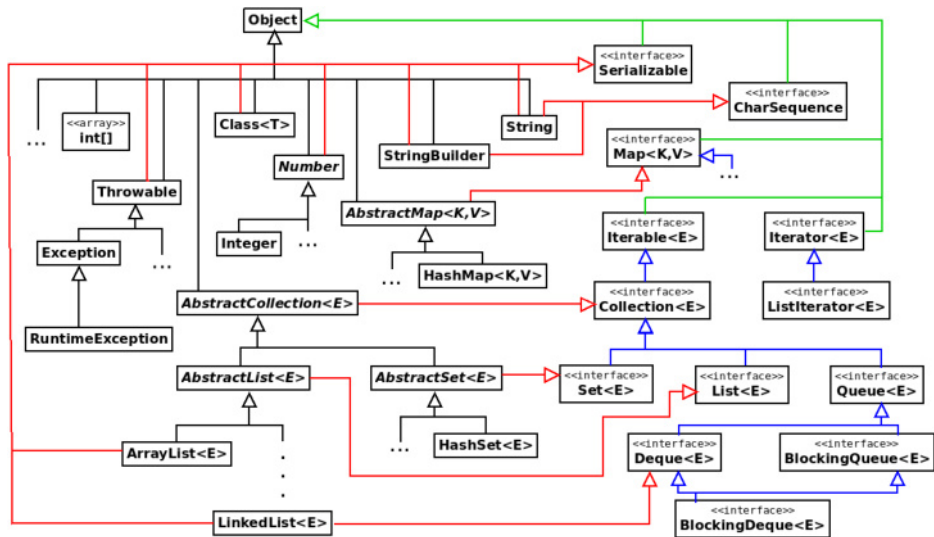 Object
<<interface>>
Serializable
<<interface>>
CharSequence
...
<<array>>
int[]
Class<T>
String
StringBuilder
Number
<<interface>>
Map<K,V>
...
Throwable
AbstractMap<K,V>
Integer
...
Exception
...
<<interface>>
Iterable<E>
<<interface>>
Iterator<E>
...
HashMap<K,V>
AbstractCollection<E>
<<interface>>
Collection<E>
<<interface>>
ListIterator<E>
RuntimeException
AbstractList<E>
AbstractSet<E>
<<interface>>
Set<E>
<<interface>>
List<E>
<<interface>>
Queue<E>
ArrayList<E>
...
HashSet<E>
<<interface>>
Deque<E>
<<interface>>
BlockingQueue<E>
.
.
.
LinkedList<E>
<<interface>>
BlockingDeque<E>